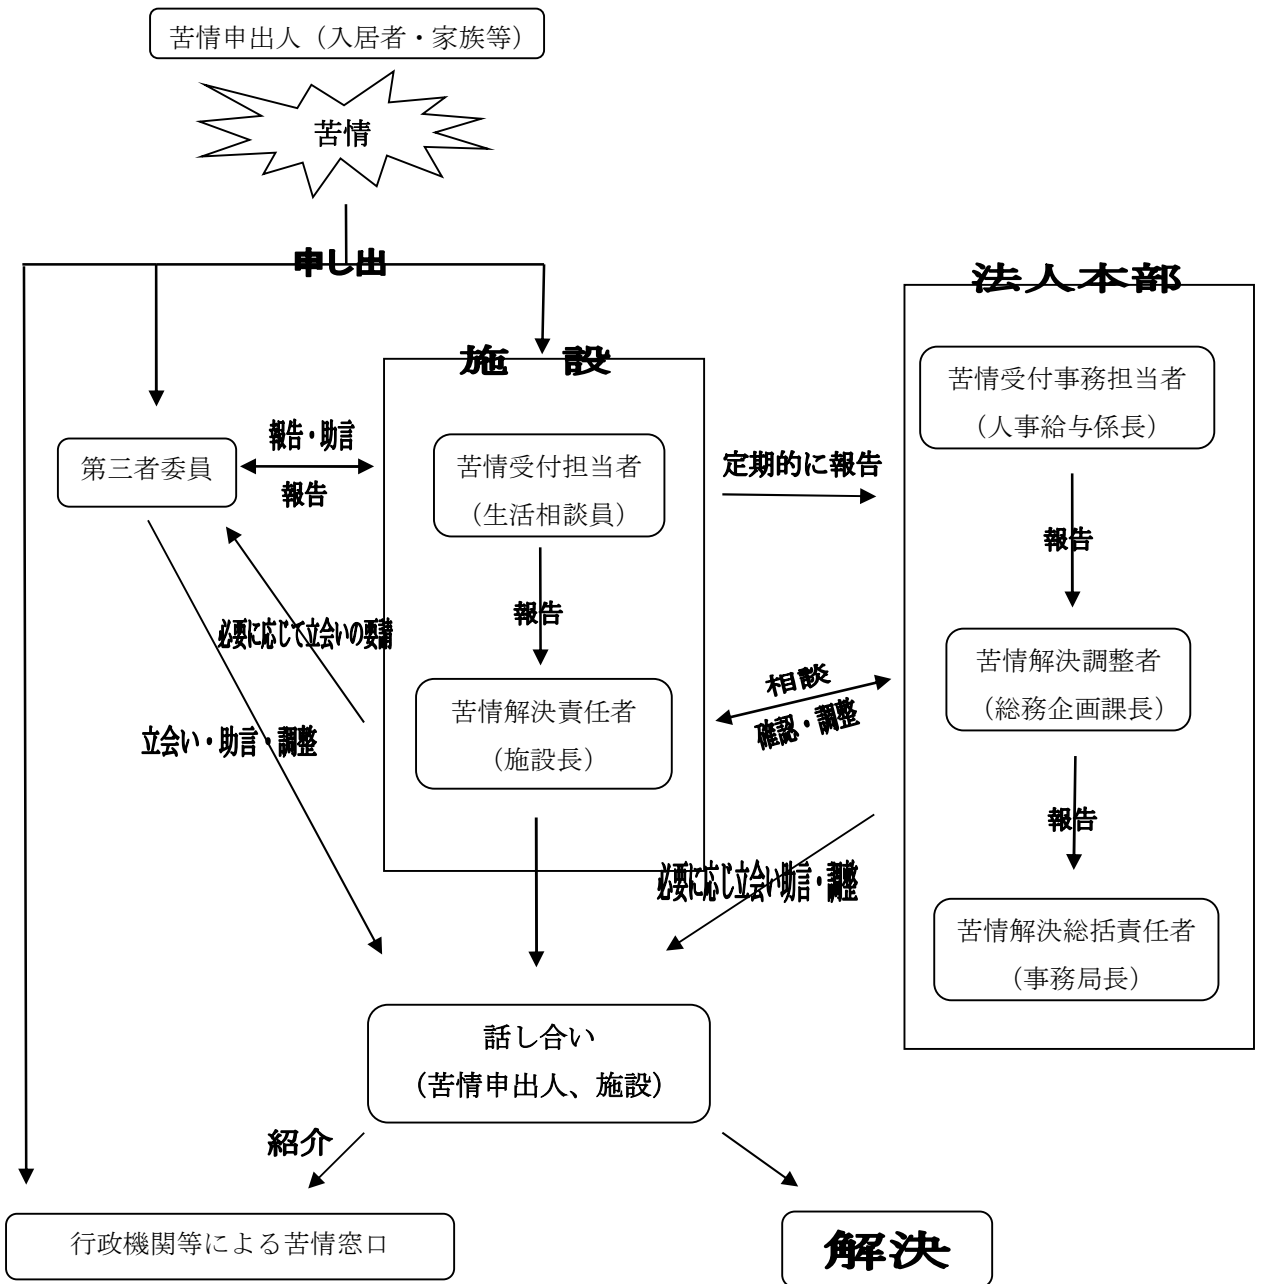 苦情申出人（入居者・家族等）
苦情
申し出
法人本部
施　設
苦情受付事務担当者
（人事給与係長）
報告・助言
第三者委員
苦情受付担当者
（生活相談員）
定期的に報告
報告
報告
報告
必要に応じて立会いの要請
苦情解決調整者
（総務企画課長）
相談
確認・調整
苦情解決責任者
（施設長）
立会い・助言・調整
報告
必要に応じ立会い助言・調整
苦情解決総括責任者
（事務局長）
話し合い
（苦情申出人、施設）
紹介
行政機関等による苦情窓口
解決